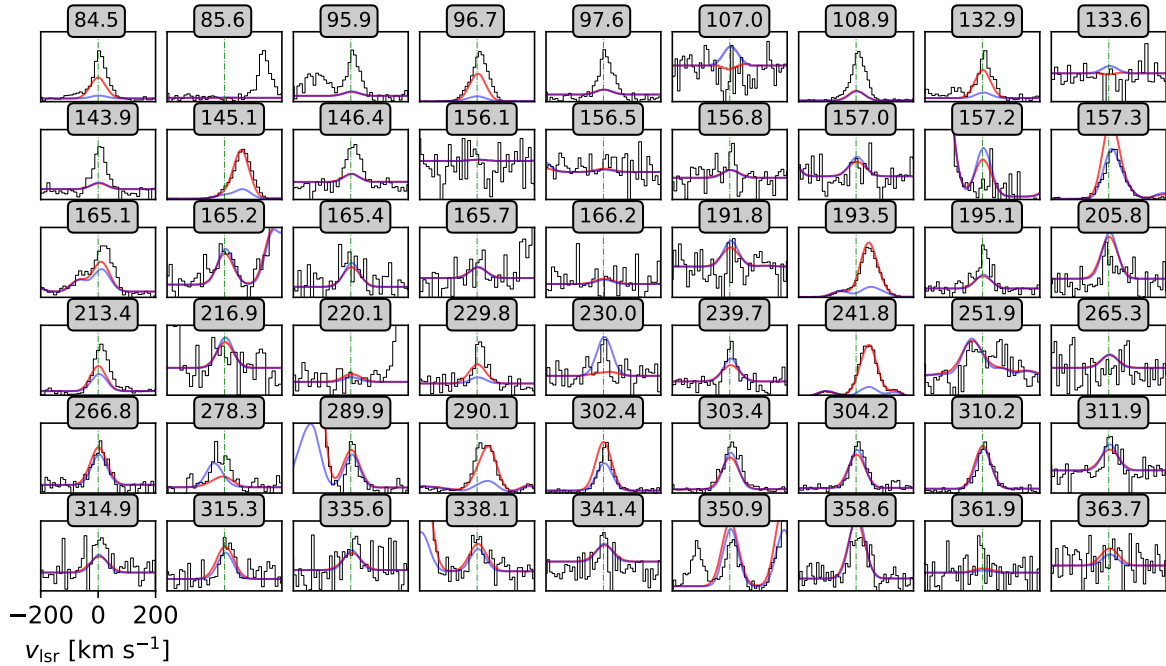 84.5 85.6 95.9 96.7 97.6 107.0 108.9 132.9 133.6
143.9 145.1 146.4 156.1 156.5 156.8 157.0 157.2 157.3
165.1 165.2 165.4 165.7 166.2 191.8 193.5 195.1 205.8
213.4 216.9 220.1 229.8 230.0 239.7 241.8 251.9 265.3
266.8 278.3 289.9 290.1 302.4 303.4 304.2 310.2 311.9
314.9 315.3 335.6 338.1 341.4 350.9 358.6 361.9 363.7
−200 0 200
v_lsr [km s⁻¹]